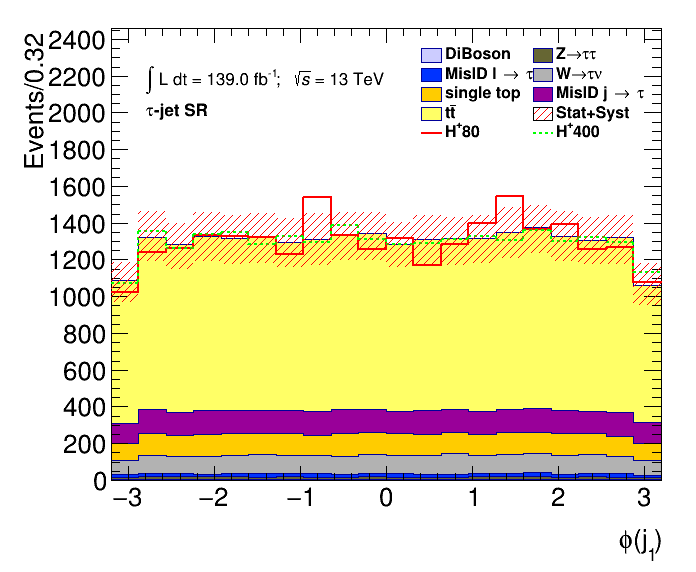 Events/0.32
2400
2200
2000
1800
1600
1400
1200
1000
800
600
400
200
0
∫ L dt = 139.0 fb⁻¹; √s = 13 TeV
τ-jet SR
DiBoson
Z→ττ
MisID l → τ
W→τν
single top
MisID j → τ
tt̄
Stat+Syst
H⁺80
H⁺400
−3 −2 −1 0 1 2 3
ϕ(j₁)